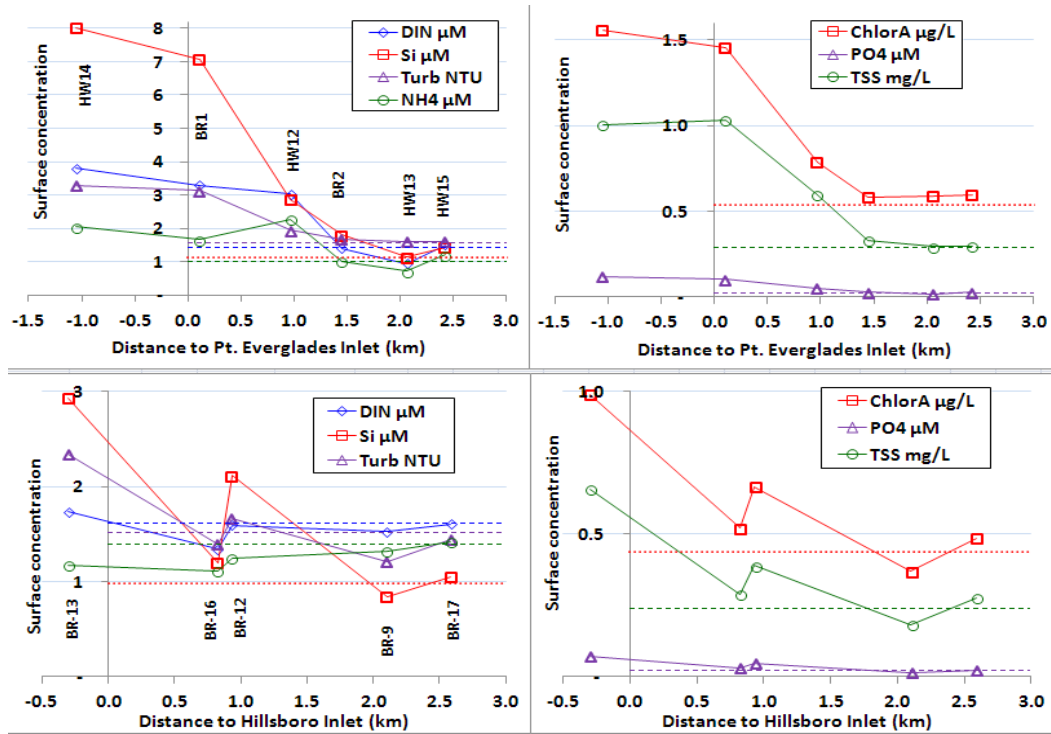 Surface concentration
8
7
6
5
4
3
2
1
-
HW14
BR1
HW12
BR2
HW13
HW15
DIN µM
Si µM
Turb NTU
NH4 µM
-1.5 -1.0 -0.5 0.0 0.5 1.0 1.5 2.0 2.5 3.0
Distance to Pt. Everglades Inlet (km)
Surface concentration
1.5
1.0
0.5
-
ChlorA µg/L
PO4 µM
TSS mg/L
-1.5 -1.0 -0.5 0.0 0.5 1.0 1.5 2.0 2.5 3.0
Distance to Pt. Everglades Inlet (km)
Surface concentration
3
2
1
-
BR-13
BR-16
BR-12
BR-9
BR-17
DIN µM
Si µM
Turb NTU
-0.5 0.0 0.5 1.0 1.5 2.0 2.5 3.0
Distance to Hillsboro Inlet (km)
Surface concentration
1.0
0.5
-
ChlorA µg/L
PO4 µM
TSS mg/L
-0.5 0.0 0.5 1.0 1.5 2.0 2.5 3.0
Distance to Hillsboro Inlet (km)